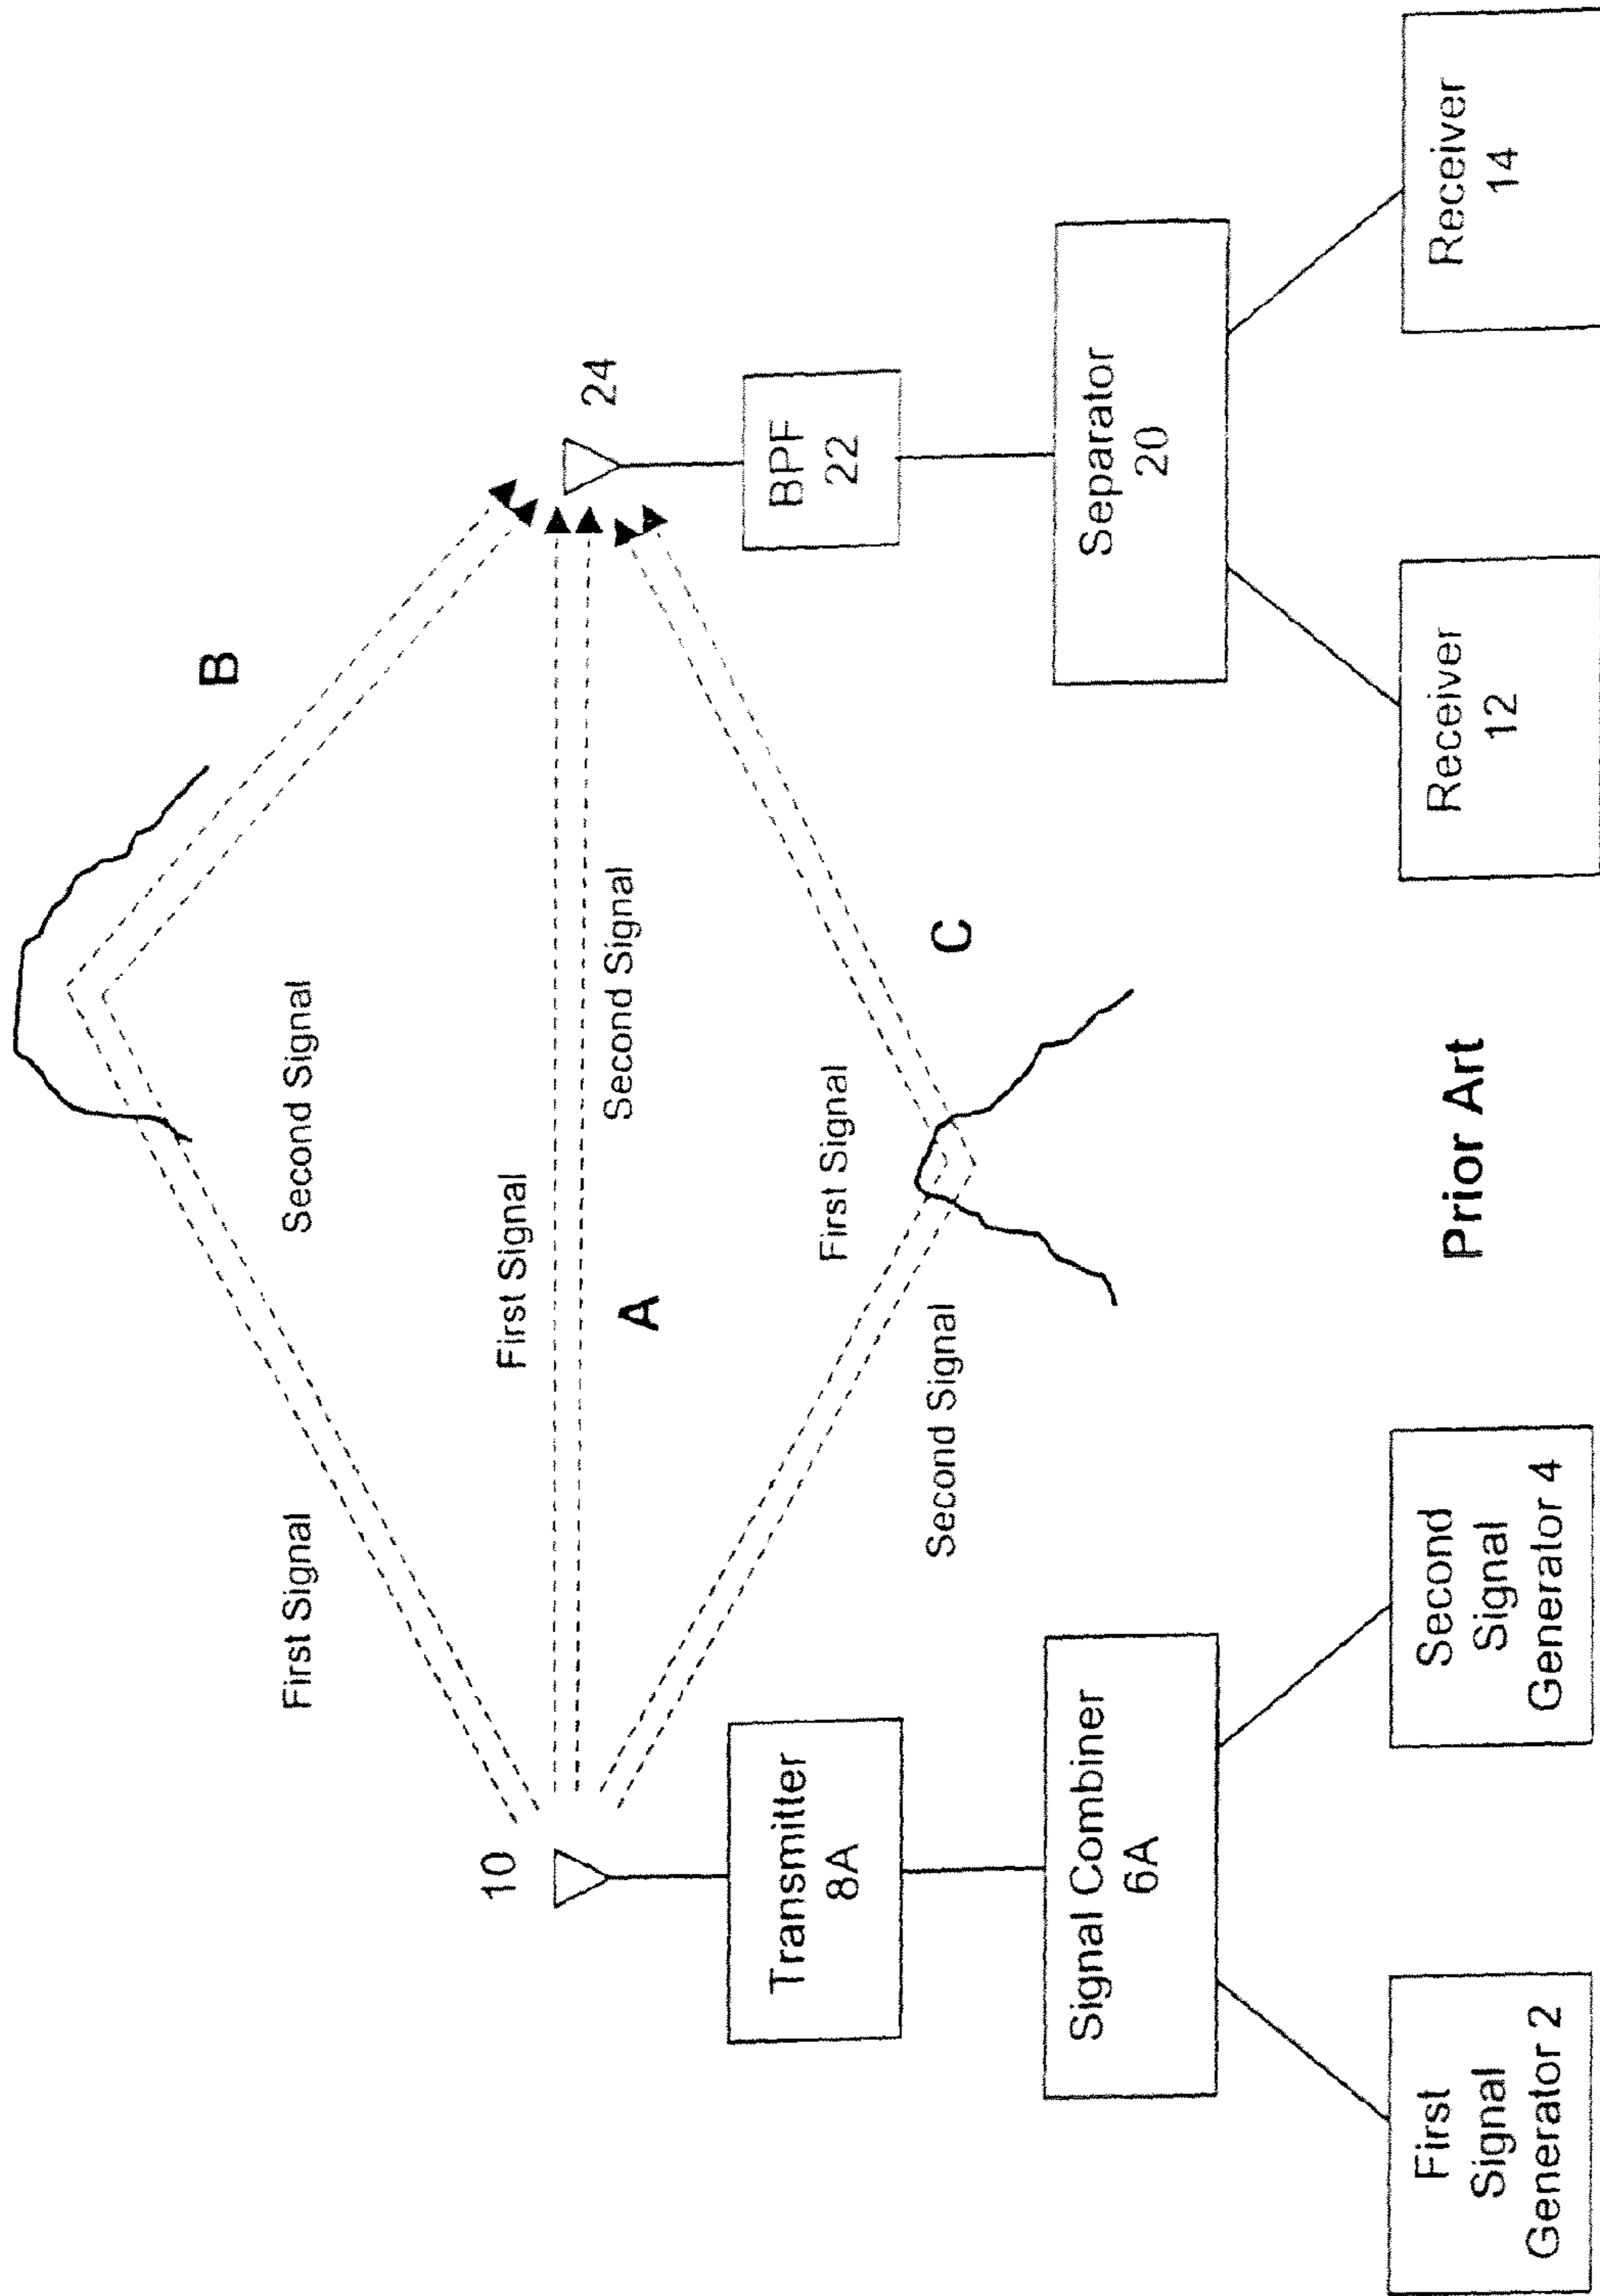 B
First Signal
Second Signal
First Signal
Second Signal
A
10
24
First Signal
Second Signal
C
Transmitter
8A
BPF
22
Signal Combiner
6A
Separator
20
First
Signal
Generator 2
Second
Signal
Generator 4
Prior Art
Receiver
12
Receiver
14